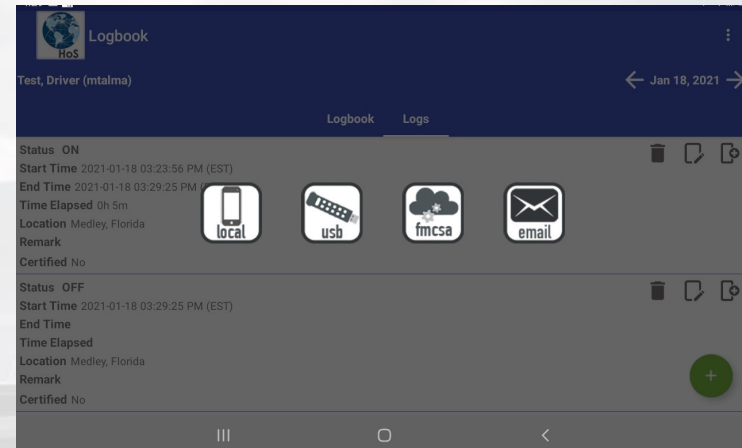 HoS
Logbook
Test, Driver (mtalma)
Jan 18, 2021
Logbook Logs
Status ON
Start Time 2021-01-18 03:23:56 PM (EST)
End Time 2021-01-18 03:29:25 PM
Time Elapsed 0h 5m
Location Medley, Florida
Remark
Certified No
local
usb
fmcsa
email
Status OFF
Start Time 2021-01-18 03:29:25 PM (EST)
End Time
Time Elapsed
Location Medley, Florida
Remark
Certified No